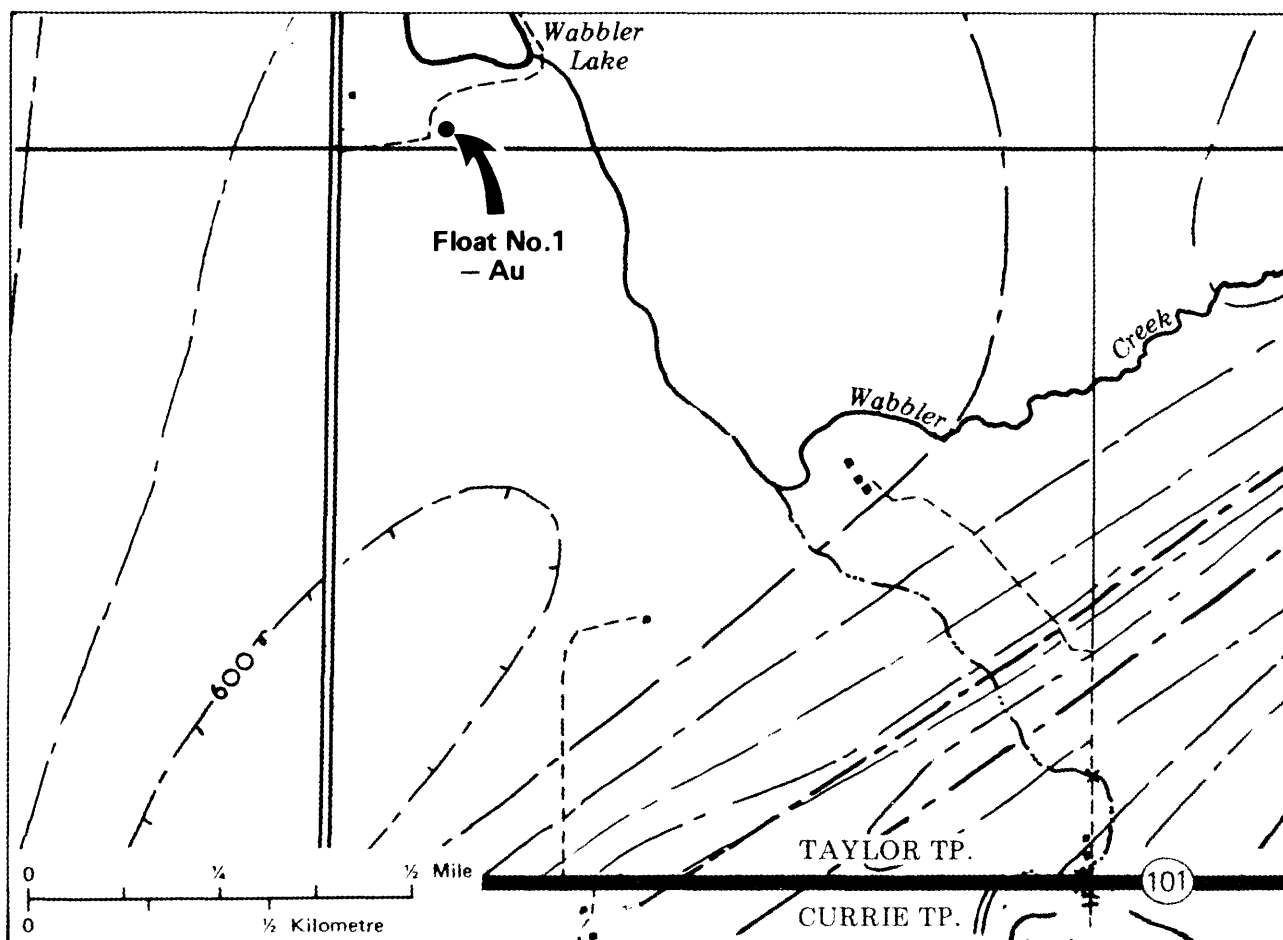 Wabbler
Lake
Float No.1
– Au
Creek
Wabbler
600
TAYLOR TP.
101
CURRIE TP.
0 ¼ ½ Mile
0 ½ Kilometre